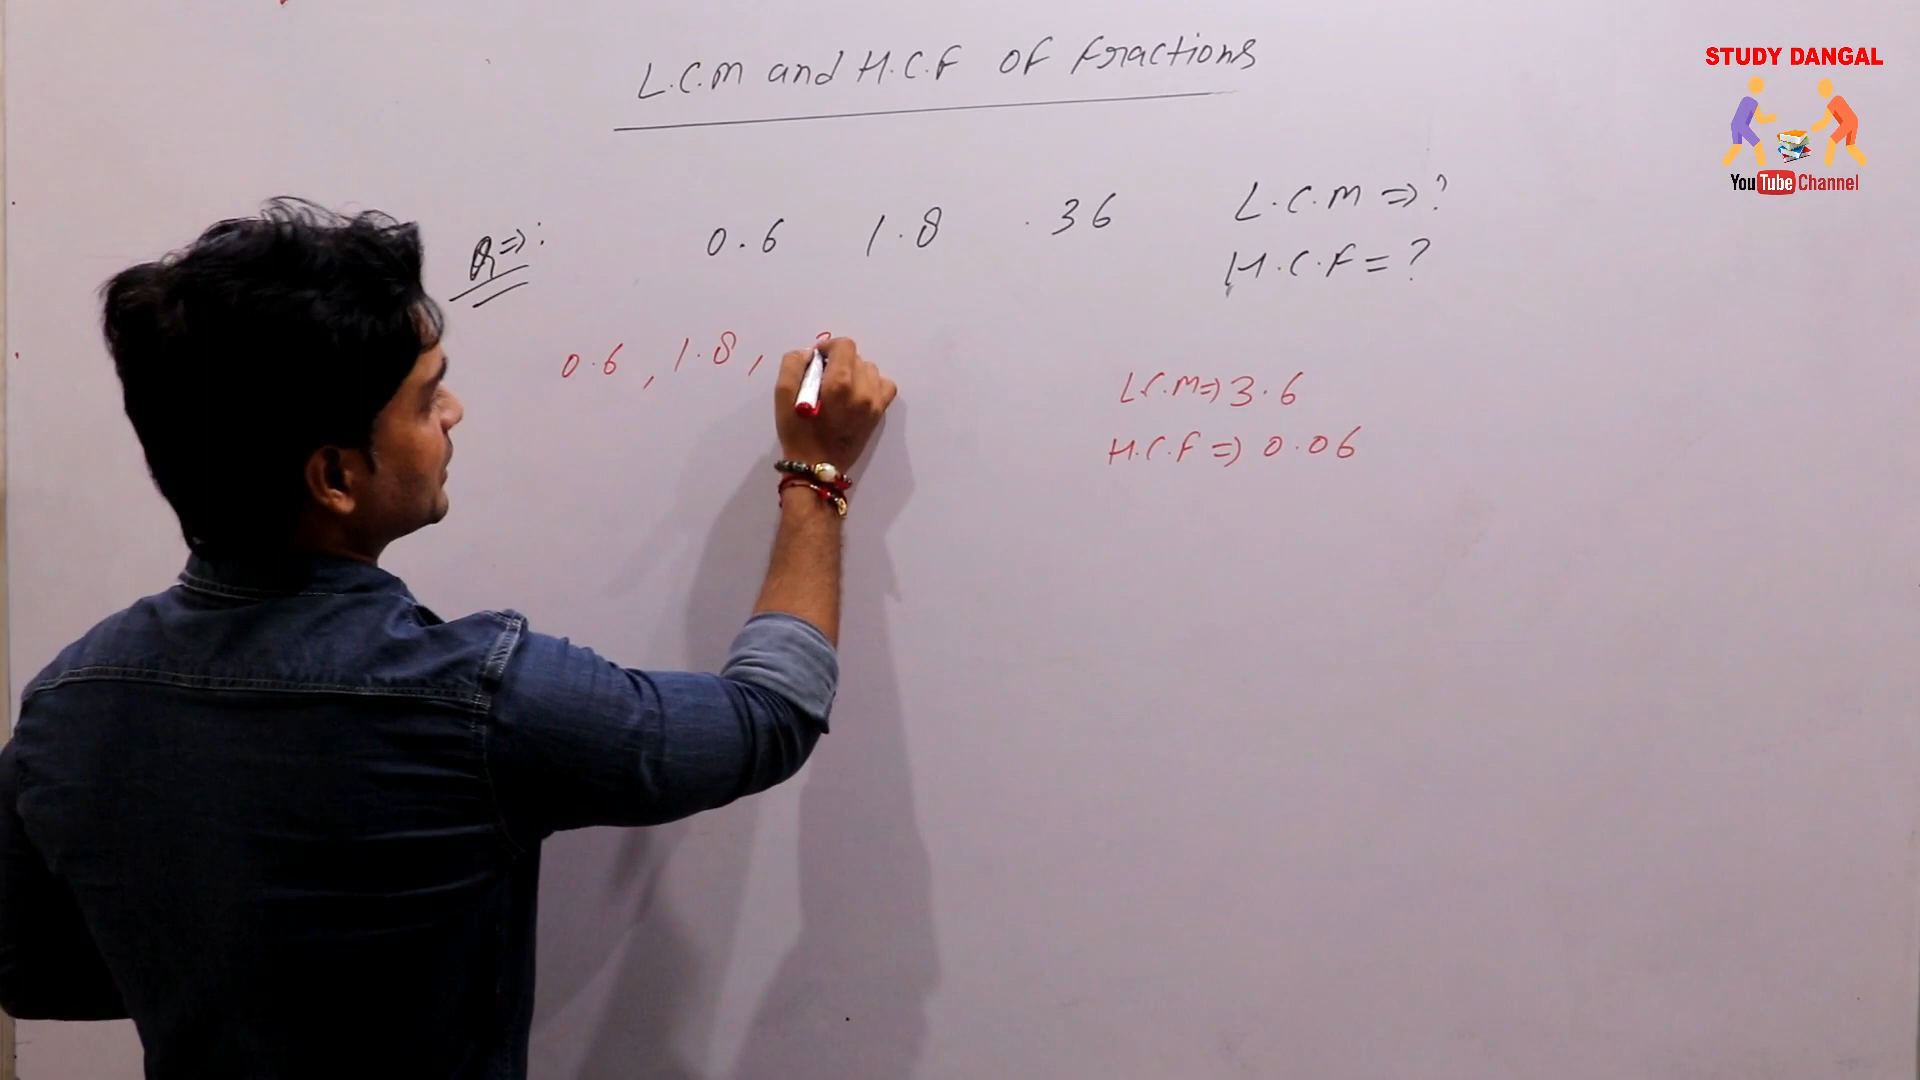 L.C.M and H.C.F OF fractions
STUDY DANGAL
YouTube Channel
Q⇒: 0.6 1.8 .36 L.C.M ⇒ ?
H.C.F = ?
0.6 , 1.8 ,
L.C.M ⇒ 3.6
H.C.F ⇒ 0.06